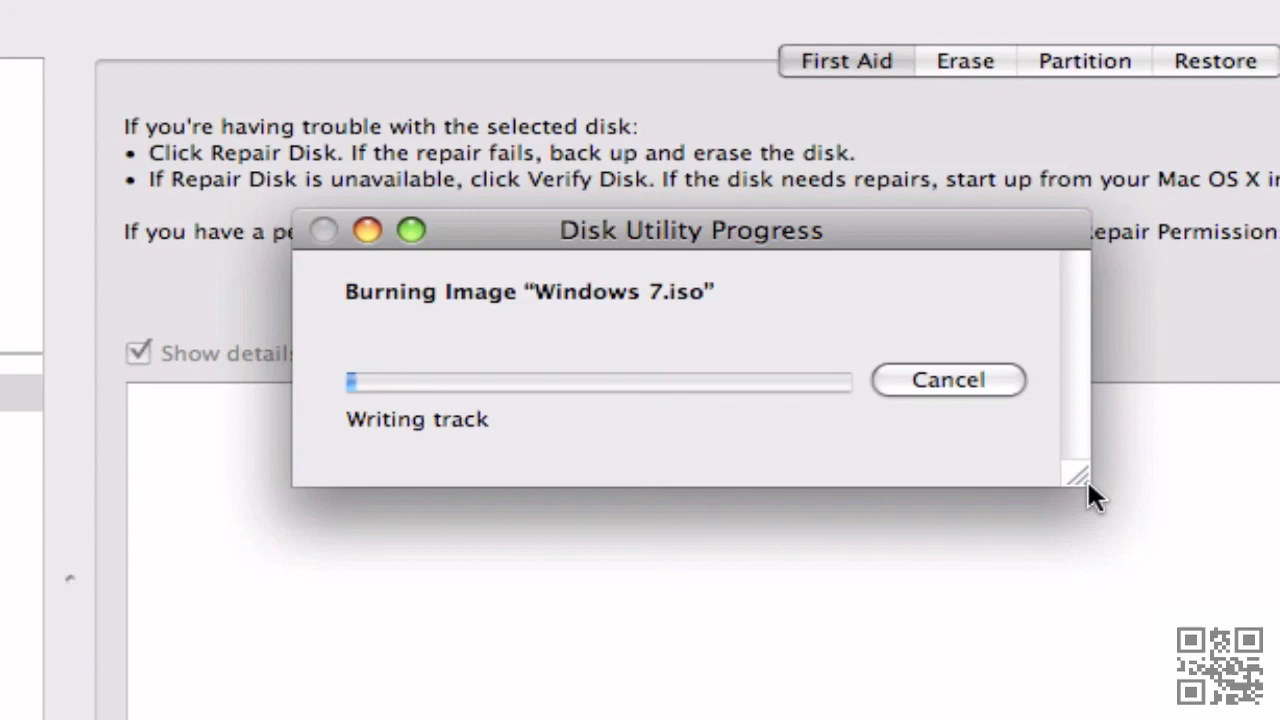 First Aid Erase Partition Restore
If you're having trouble with the selected disk:
• Click Repair Disk. If the repair fails, back up and erase the disk.
• If Repair Disk is unavailable, click Verify Disk. If the disk needs repairs, start up from your Mac OS X
If you have a
Repair Permission
Disk Utility Progress
Burning Image “Windows 7.iso”
Show details
Cancel
Writing track